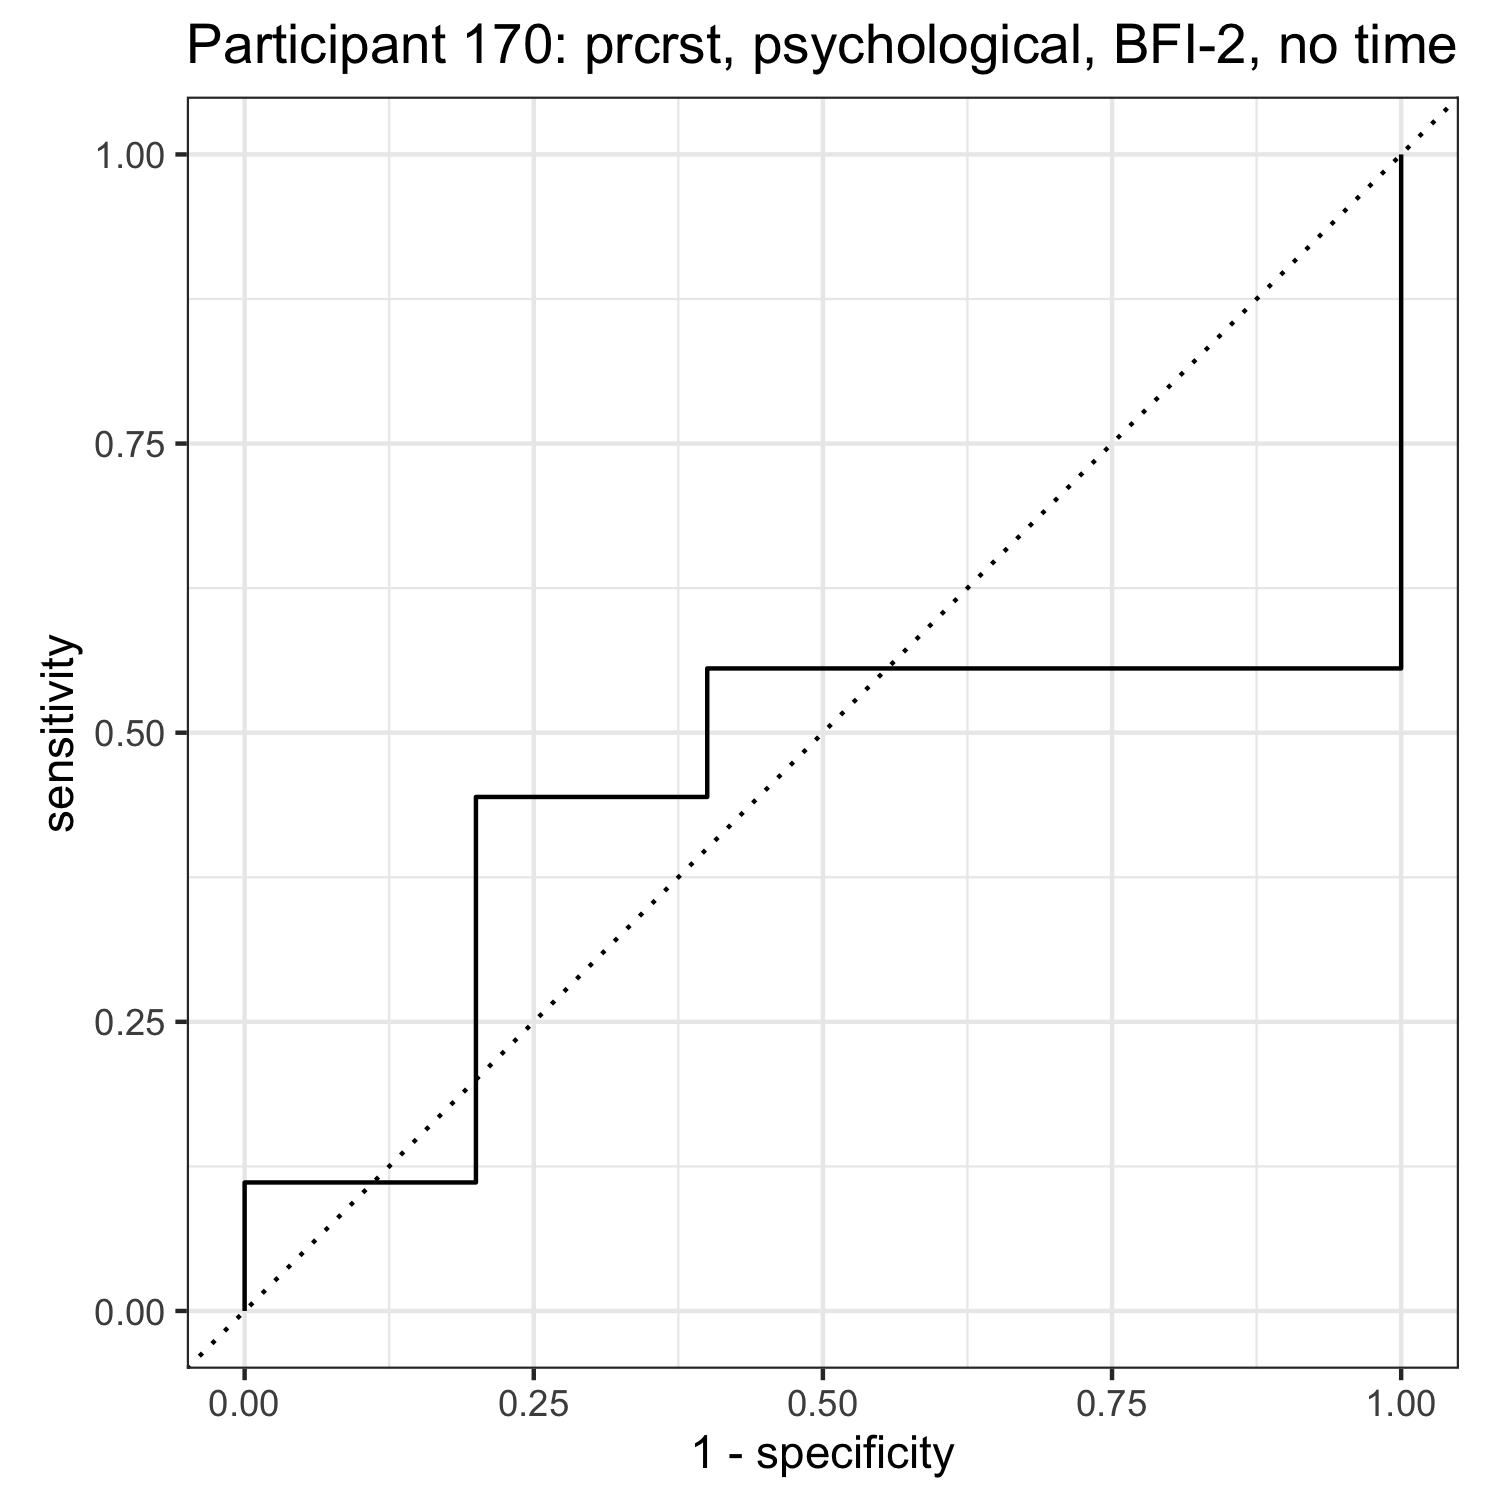 Participant 170: prcrst, psychological, BFI-2, no time
1.00
0.75
0.50
0.25
0.00
sensitivity
0.00 0.25 0.50 0.75 1.00
1 - specificity